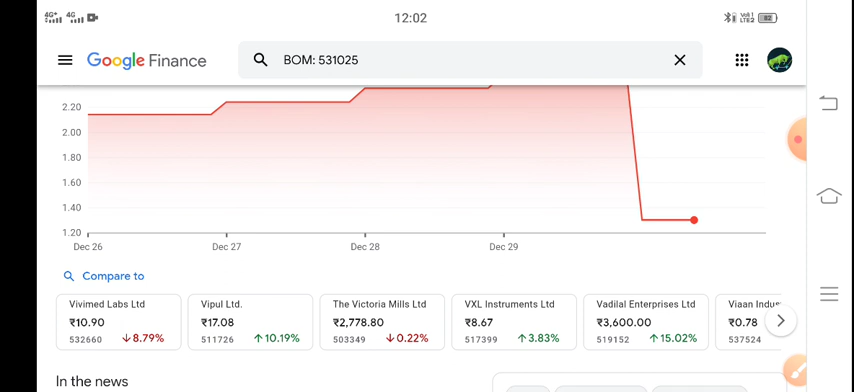 4G+ 4G
12:02
Vo) 1 LTE2 82
Google Finance
BOM: 531025
2.20
2.00
1.80
1.60
1.40
1.20
Dec 26 Dec 27 Dec 28 Dec 29
Compare to
Vivimed Labs Ltd
₹10.90
532660 ↓8.79%
Vipul Ltd.
₹17.08
511726 ↑10.19%
The Victoria Mills Ltd
₹2,778.80
503349 ↓0.22%
VXL Instruments Ltd
₹8.67
517399 ↑3.83%
Vadilal Enterprises Ltd
₹3,600.00
519152 ↑15.02%
Viaan Indus
₹0.78
537524
In the news